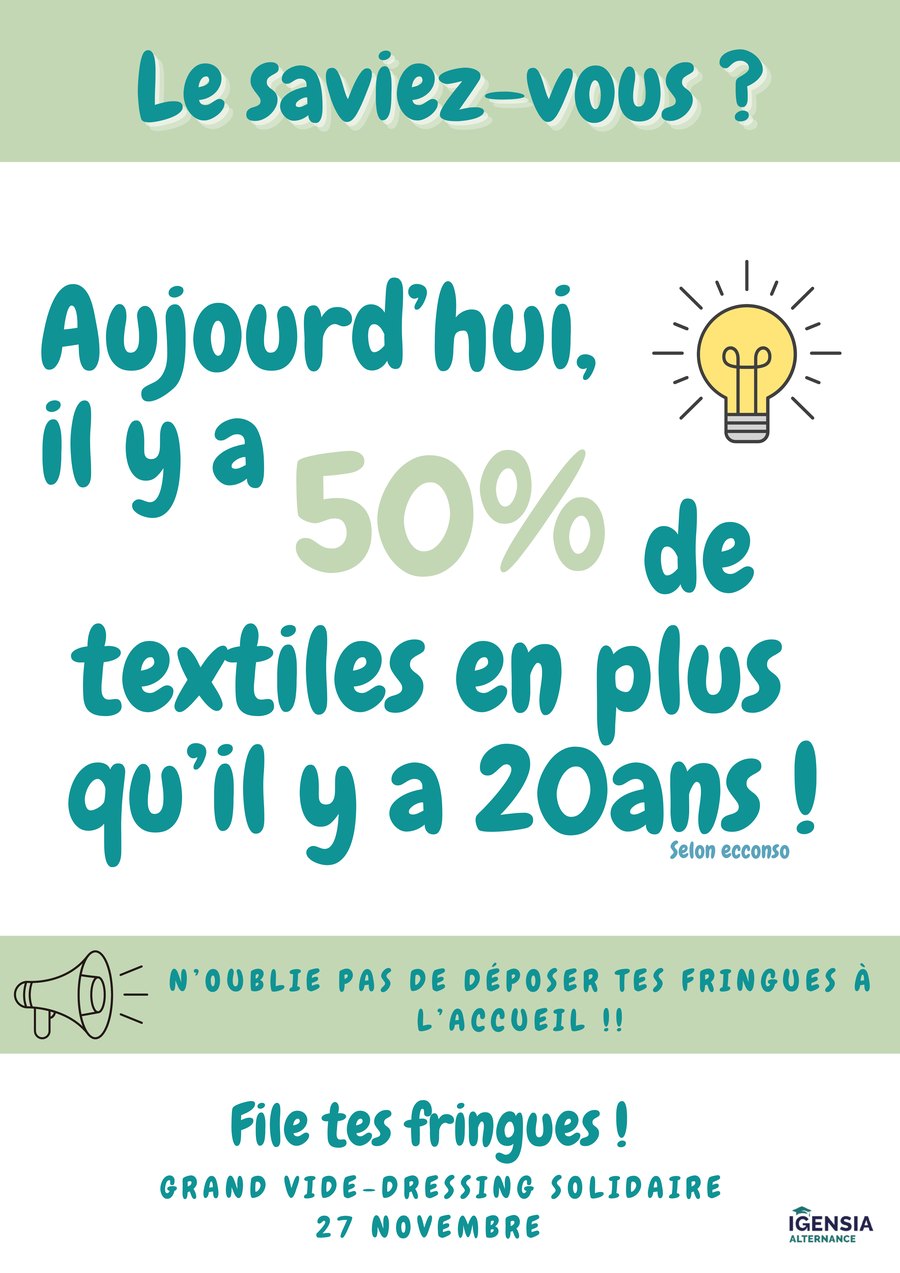 Le saviez-vous ?
Aujourd'hui,
il y a 50% de
textiles en plus
qu'il y a 20ans !
Selon ecconso
N'OUBLIE PAS DE DÉPOSER TES FRINGUES À
L'ACCUEIL !!
File tes fringues !
GRAND VIDE-DRESSING SOLIDAIRE
27 NOVEMBRE
IGENSIA
ALTERNANCE